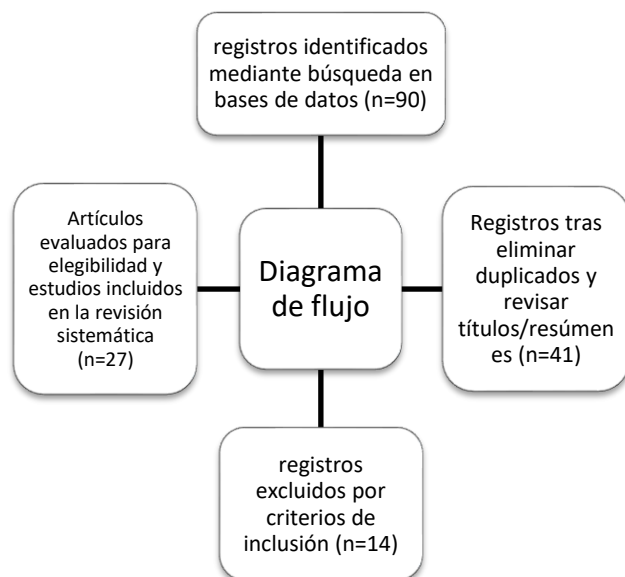 registros identificados
mediante búsqueda en
bases de datos (n=90)
Artículos
evaluados para
elegibilidad y
estudios incluidos
en la revisión
sistemática
(n=27)
Diagrama
de flujo
Registros tras
eliminar
duplicados y
revisar
títulos/resúmen
es (n=41)
registros
excluidos por
criterios de
inclusión (n=14)